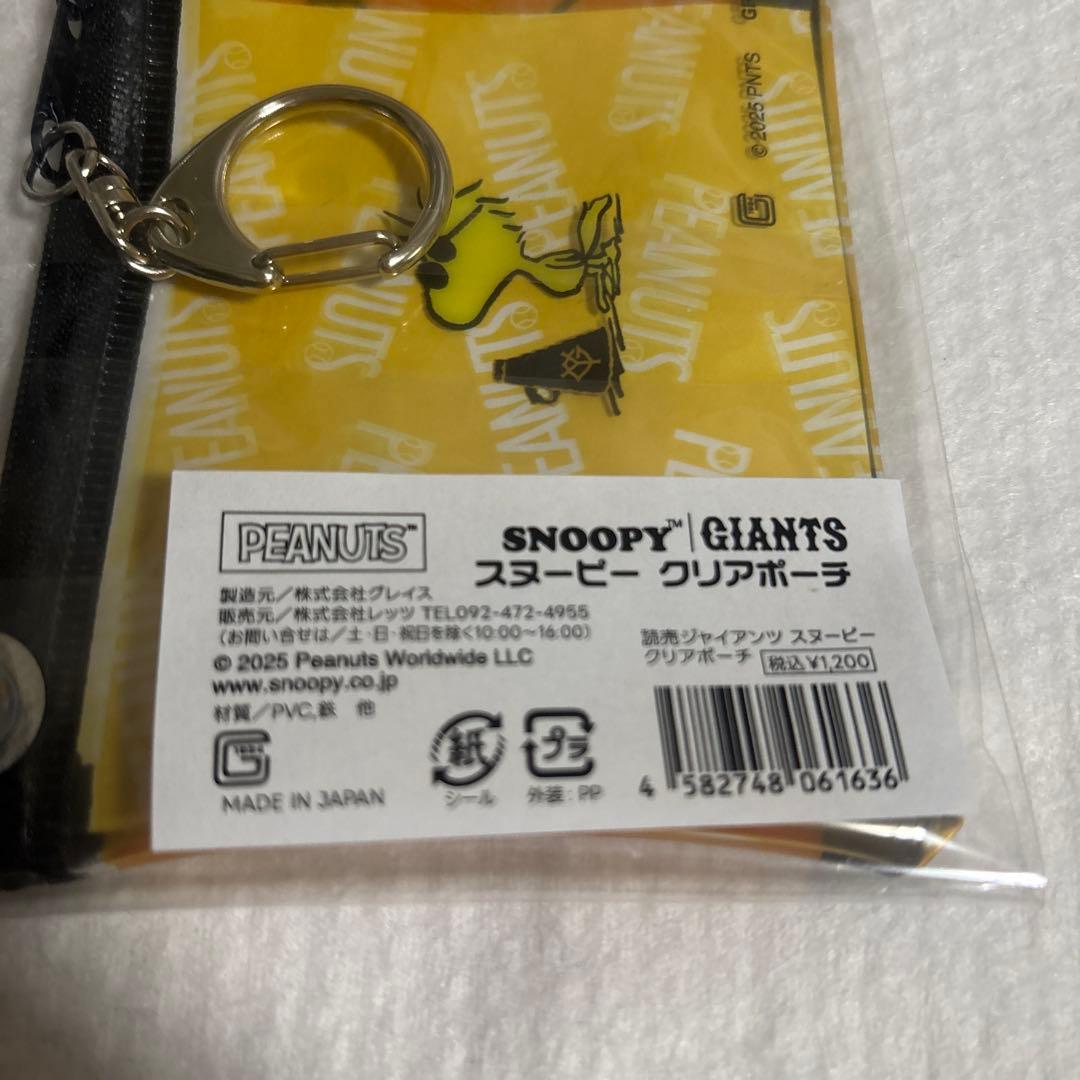 PEANUTS
PEANUTS
PEANUTS
PEANUTS
PEANUTS
PEANUTS
© 2025 PNTS
PEANUTS™
SNOOPY™ GIANTS
スヌーピー クリアポーチ
製造元／株式会社グレイス
販売元／株式会社レッツ TEL092-472-4955
（お問い合せは／土・日・祝日を除く10:00～16:00）
© 2025 Peanuts Worldwide LLC
www.snoopy.co.jp
材質／PVC,鉄 他
MADE IN JAPAN
紙
シール
プラ
外装：PP
読売ジャイアンツ スヌーピー
クリアポーチ 税込¥1,200
4 582748 061636